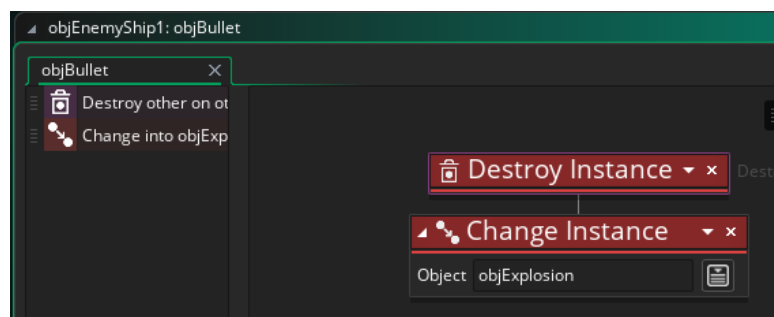 objEnemyShip1: objBullet
objBullet
Destroy other on ot
Change into objExp
Destroy Instance
Dest
Change Instance
Object objExplosion